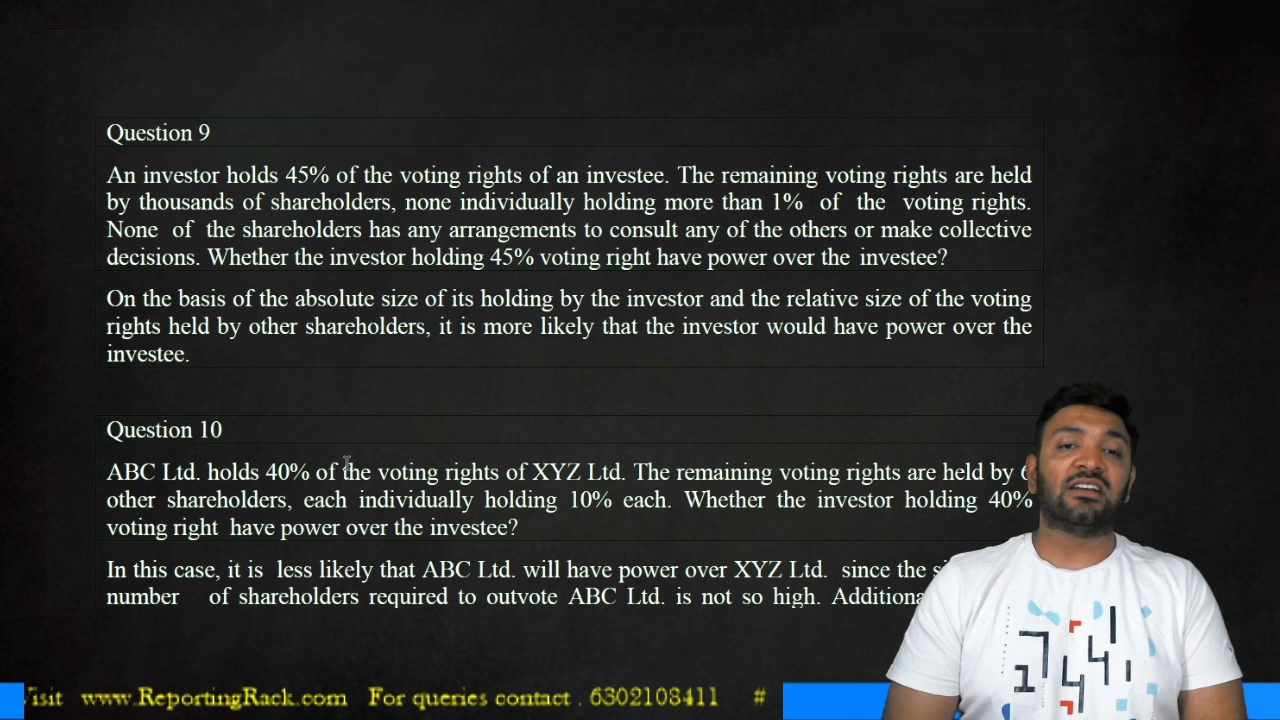 Question 9
An investor holds 45% of the voting rights of an investee. The remaining voting rights are held
by thousands of shareholders, none individually holding more than 1% of the voting rights.
None of the shareholders has any arrangements to consult any of the others or make collective
decisions. Whether the investor holding 45% voting right have power over the investee?
On the basis of the absolute size of its holding by the investor and the relative size of the voting
rights held by other shareholders, it is more likely that the investor would have power over the
investee.
Question 10
ABC Ltd. holds 40% of the voting rights of XYZ Ltd. The remaining voting rights are held by
other shareholders, each individually holding 10% each. Whether the investor holding 40%
voting right have power over the investee?
In this case, it is less likely that ABC Ltd. will have power over XYZ Ltd. since the
number of shareholders required to outvote ABC Ltd. is not so high.
Visit www.ReportingRack.com For queries contact . 6302108411 #